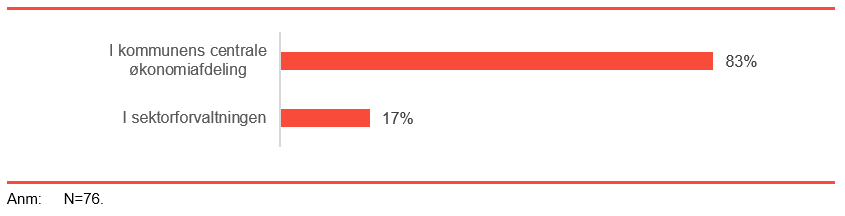 I kommunens centrale
økonomiafdeling
83%
I sektorforvaltningen
17%
Anm: N=76.